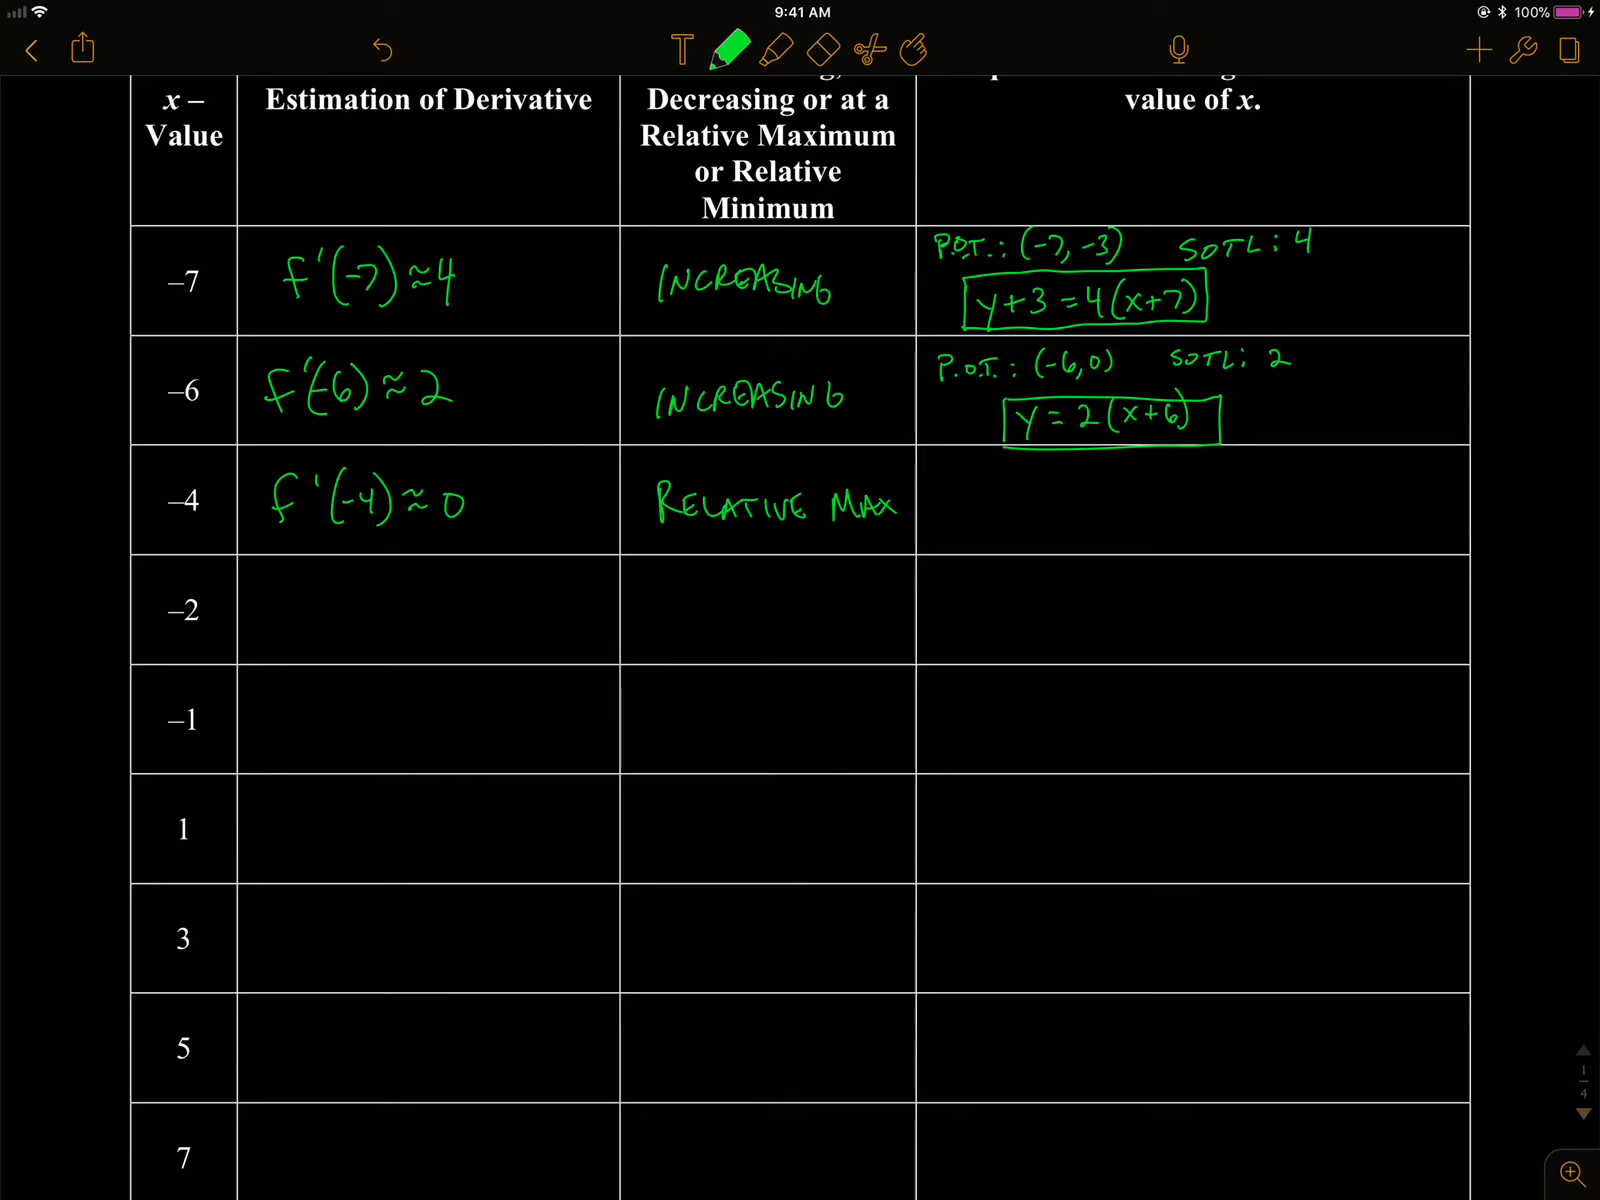 9:41 AM
100%
x –
Value
Estimation of Derivative
Decreasing or at a
Relative Maximum
or Relative
Minimum
value of x.
–7
f'(-7) ≈ 4
INCREASING
P.O.T.: (-7, -3) SOTL: 4
y+3 = 4(x+7)
–6
f'(-6) ≈ 2
INCREASING
P.O.T.: (-6,0) SOTL: 2
y = 2(x+6)
–4
f'(-4) ≈ 0
RELATIVE MAX
–2
–1
1
3
5
7
1
4